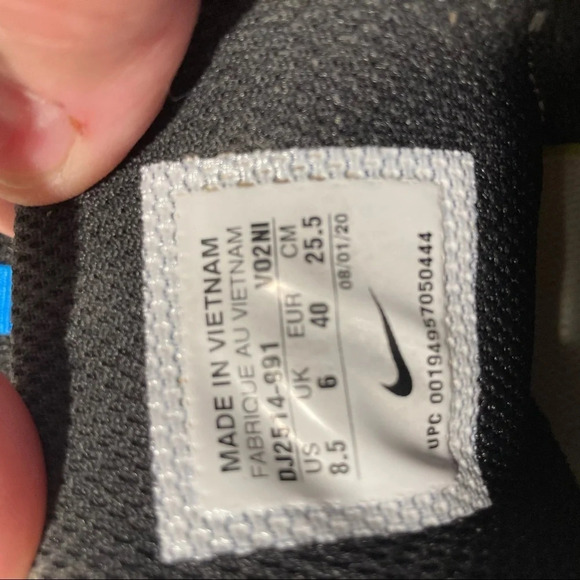 MADE IN VIETNAM
FABRIQUE AU VIETNAM
DJ2514-991 V02NI
US UK EUR CM
8.5 6 40 25.5
08/01/20
UPC 00194957050444